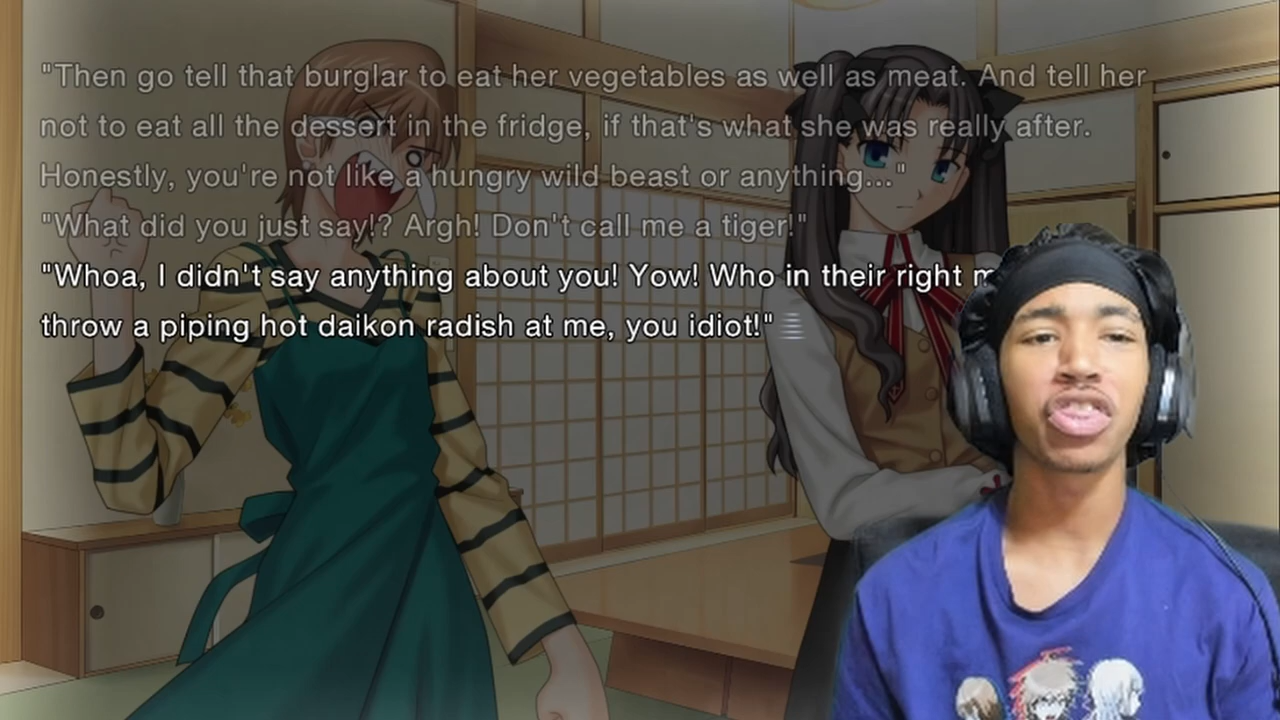 "Then go tell that burglar to eat her vegetables as well as meat. And tell her
not to eat all the dessert in the fridge, if that's what she was really after.
Honestly, you're not like a hungry wild beast or anything..."
"What did you just say!? Argh! Don't call me a tiger!"
"Whoa, I didn't say anything about you! Yow! Who in their right
throw a piping hot daikon radish at me, you idiot!"